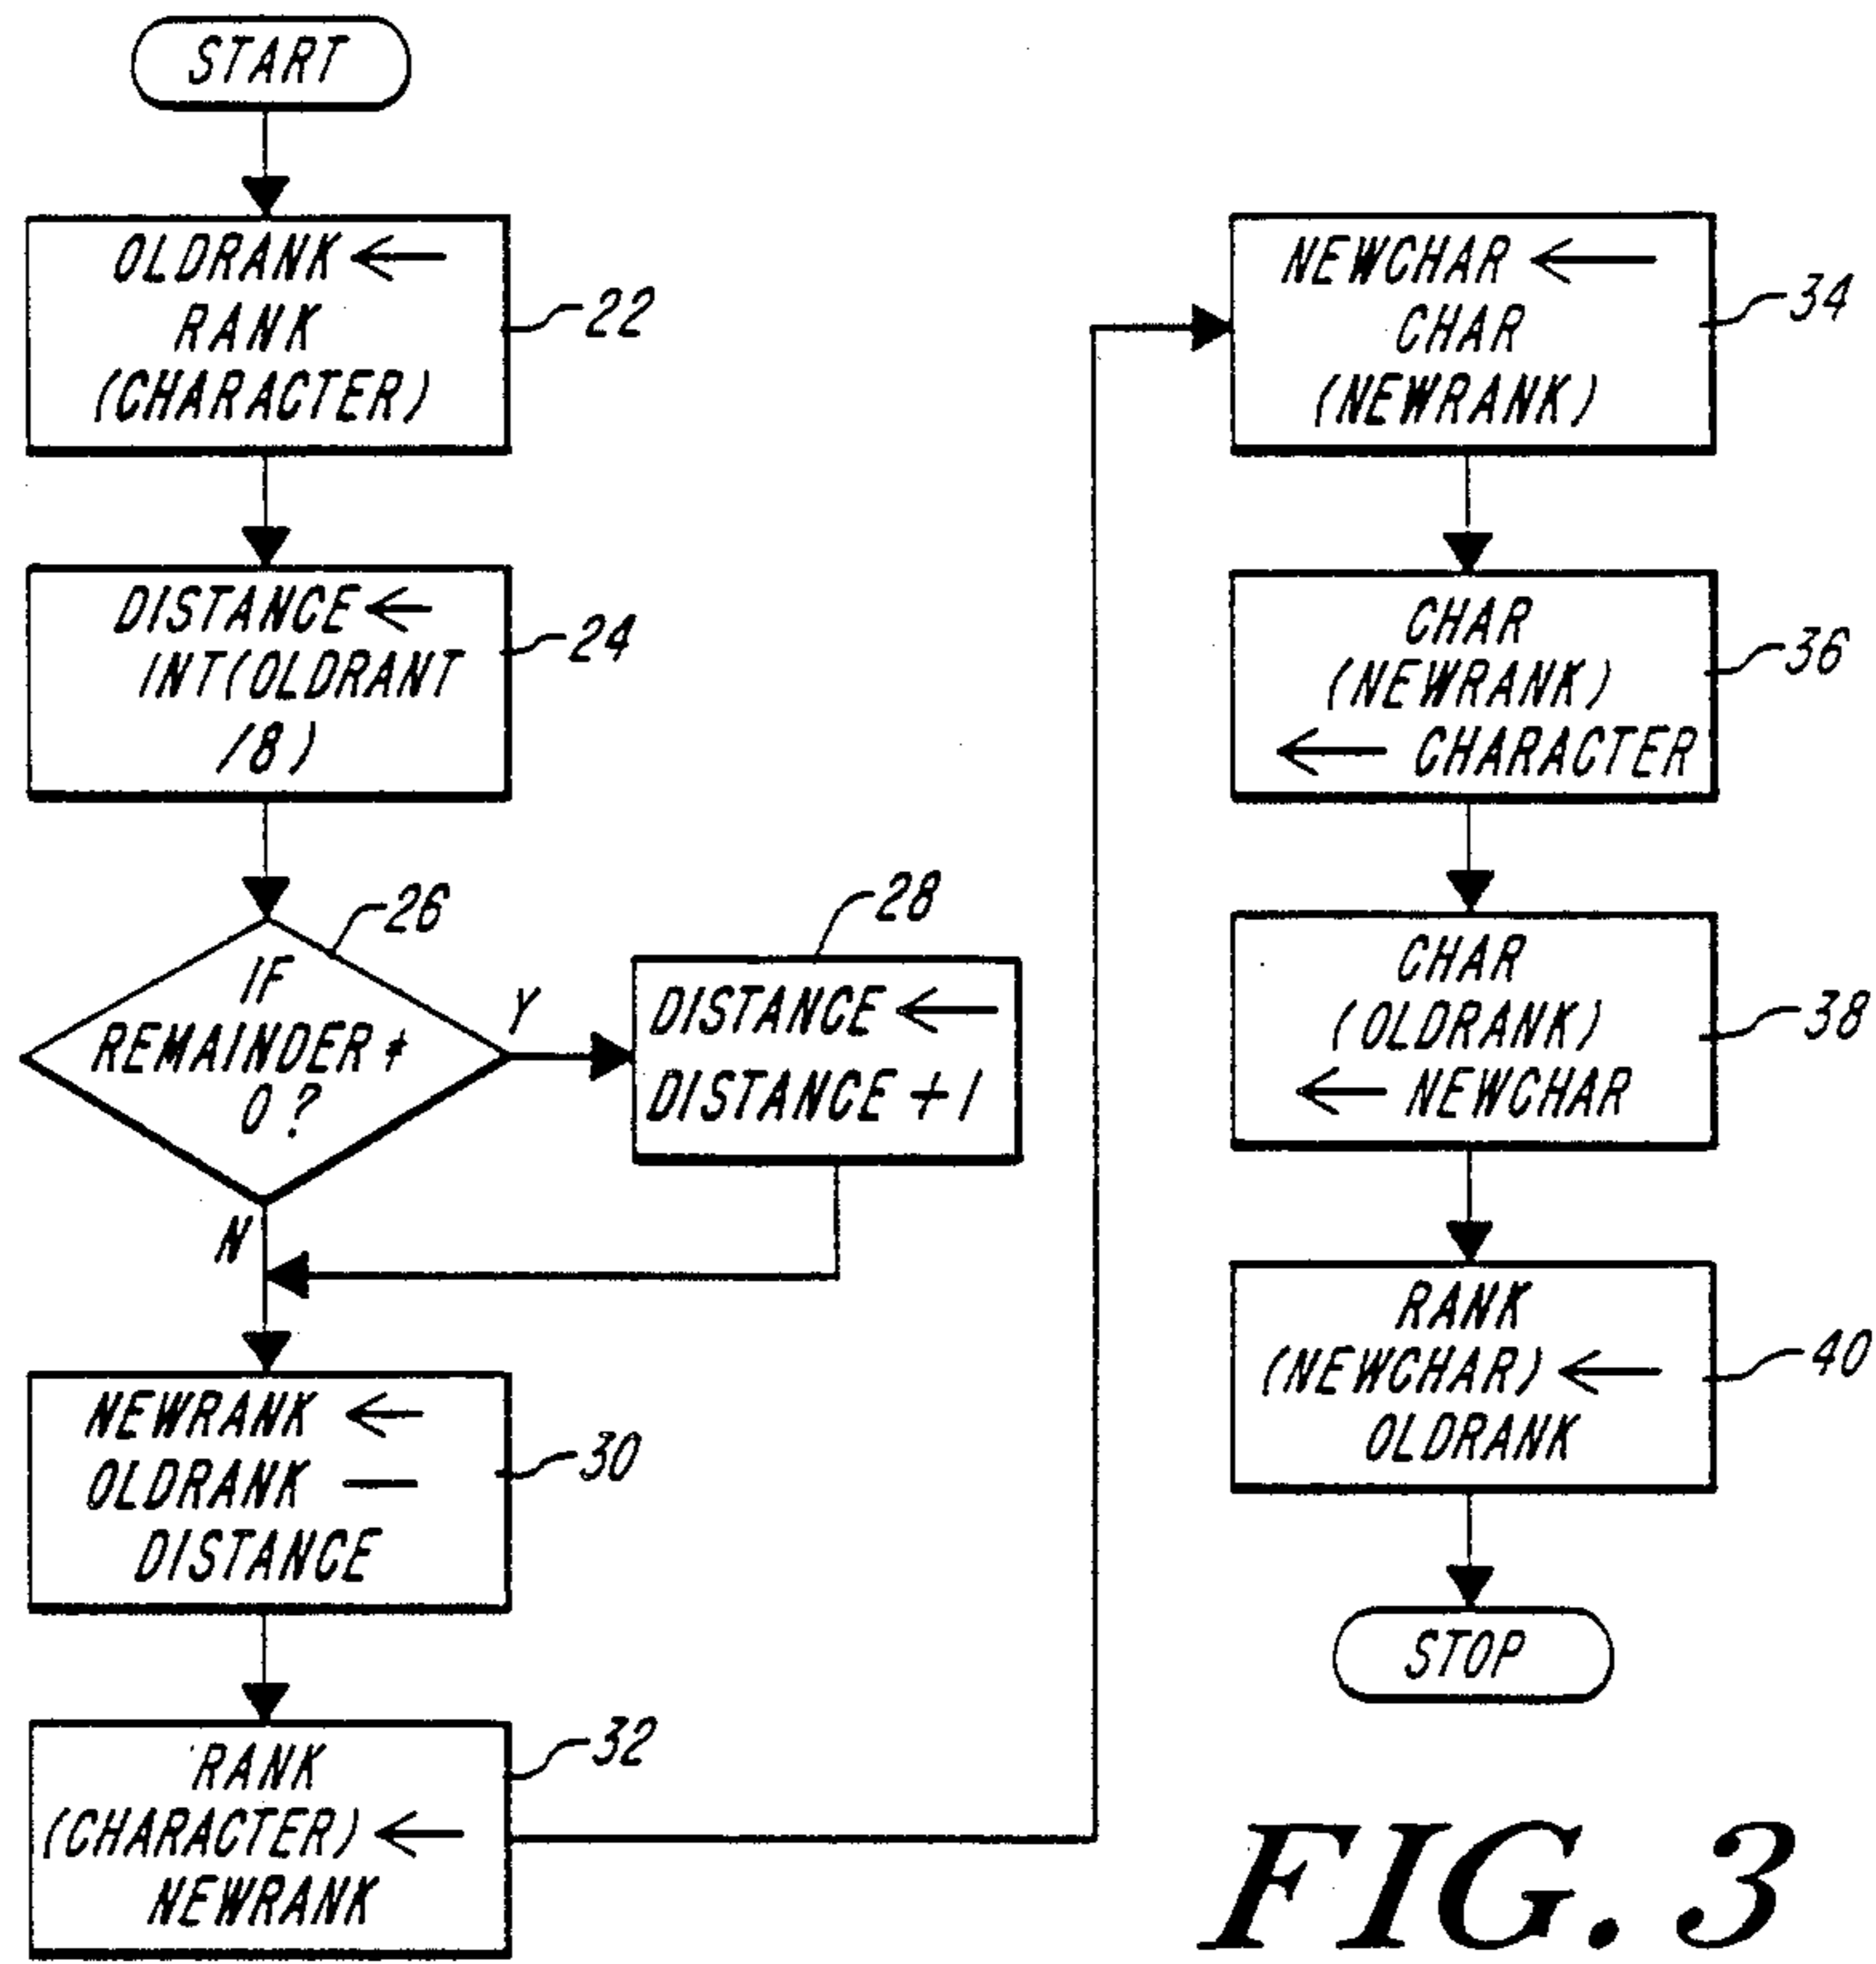 START
OLDRANK ←
RANK
(CHARACTER)
22
DISTANCE ←
INT(OLDRANT
/8)
24
26
IF
REMAINDER ≠
0?
Y
N
28
DISTANCE ←
DISTANCE + 1
NEWRANK ←
OLDRANK —
DISTANCE
30
RANK
(CHARACTER) ←
NEWRANK
32
NEWCHAR ←
CHAR
(NEWRANK)
34
CHAR
(NEWRANK)
← CHARACTER
36
CHAR
(OLDRANK)
← NEWCHAR
38
RANK
(NEWCHAR) ←
OLDRANK
40
STOP
FIG. 3